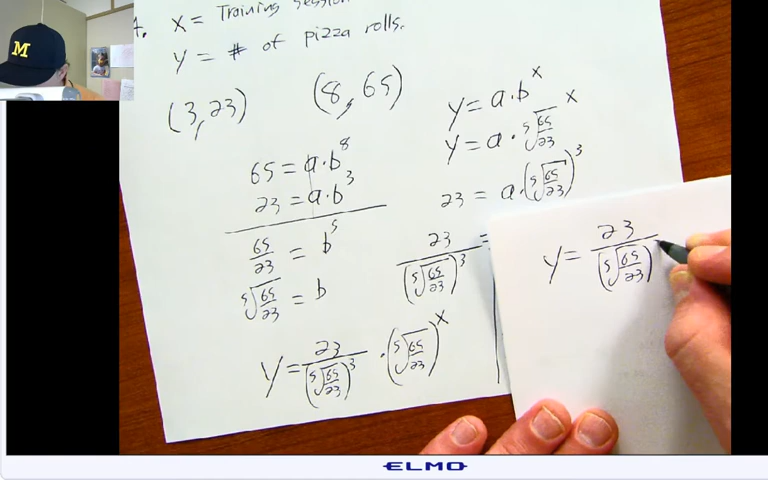 M
1. x = Training session
y = # of pizza rolls.
(3,23) (8,65)
y = a·b^x
y = a·⁵√(65/23)^x
23 = a·(⁵√(65/23))^3
65 = a·b^8
23 = a·b^3
65/23 = b^5
⁵√(65/23) = b
23/(⁵√(65/23))^3 =
y = 23/(⁵√(65/23))^3 · (⁵√(65/23))^x
y = 23/(⁵√(65/23))
ELMO